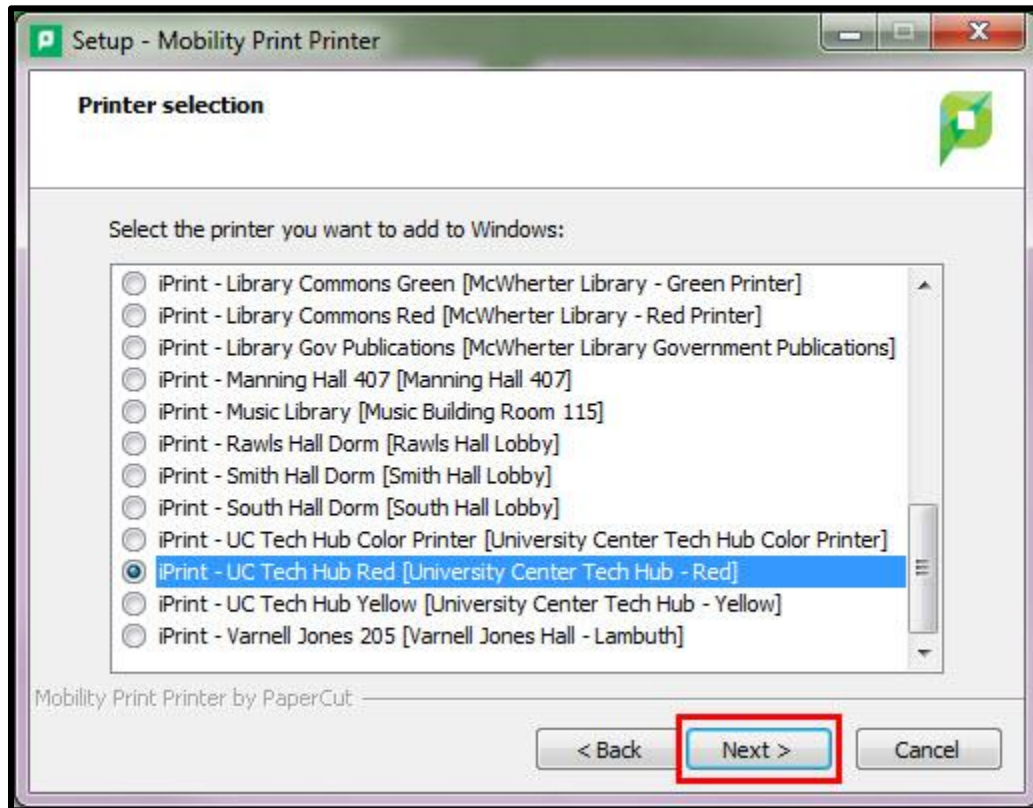 Setup - Mobility Print Printer
Printer selection
Select the printer you want to add to Windows:
iPrint - Library Commons Green [McWherter Library - Green Printer]
iPrint - Library Commons Red [McWherter Library - Red Printer]
iPrint - Library Gov Publications [McWherter Library Government Publications]
iPrint - Manning Hall 407 [Manning Hall 407]
iPrint - Music Library [Music Building Room 115]
iPrint - Rawls Hall Dorm [Rawls Hall Lobby]
iPrint - Smith Hall Dorm [Smith Hall Lobby]
iPrint - South Hall Dorm [South Hall Lobby]
iPrint - UC Tech Hub Color Printer [University Center Tech Hub Color Printer]
iPrint - UC Tech Hub Red [University Center Tech Hub - Red]
iPrint - UC Tech Hub Yellow [University Center Tech Hub - Yellow]
iPrint - Varnell Jones 205 [Varnell Jones Hall - Lambuth]
Mobility Print Printer by PaperCut
< Back Next > Cancel